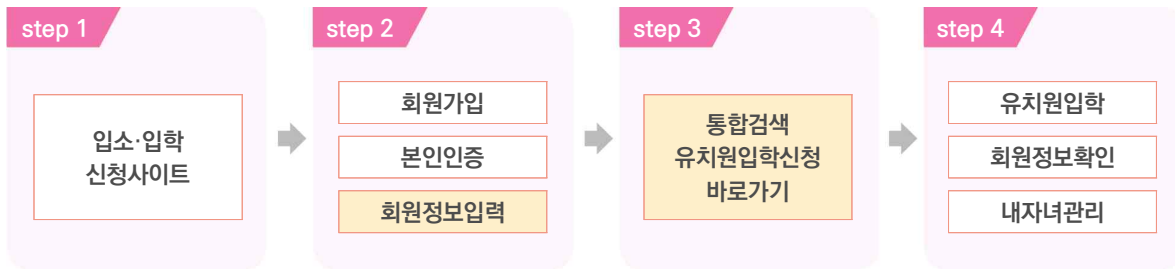 step 1
입소·입학
신청사이트
step 2
회원가입
본인인증
회원정보입력
step 3
통합검색
유치원입학신청
바로가기
step 4
유치원입학
회원정보확인
내자녀관리